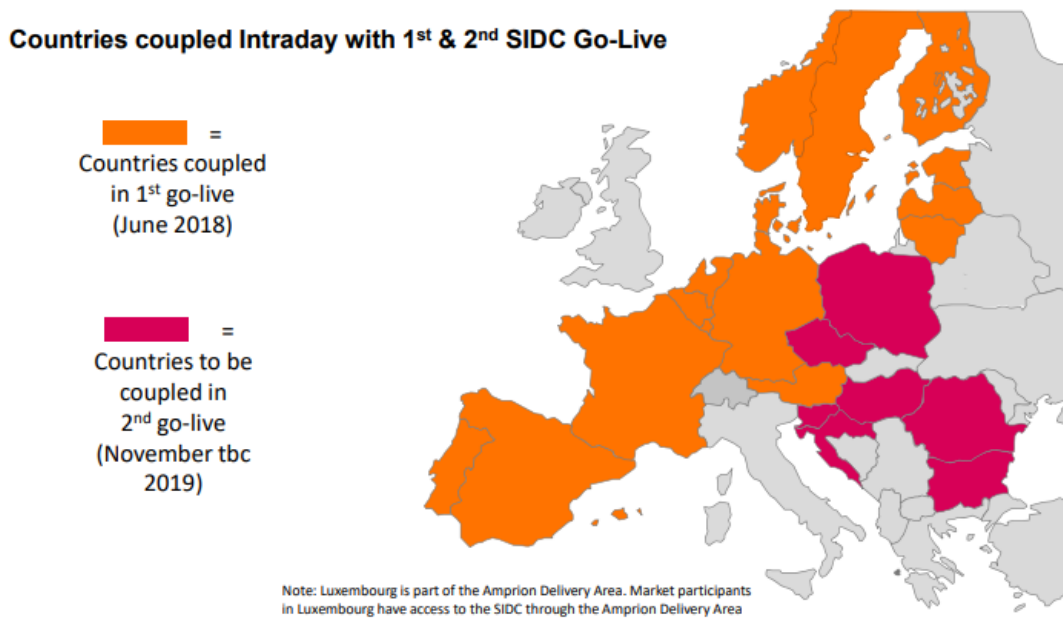 Countries coupled Intraday with 1st & 2nd SIDC Go-Live
=
Countries coupled
in 1st go-live
(June 2018)
=
Countries to be
coupled in
2nd go-live
(November tbc
2019)
Note: Luxembourg is part of the Amprion Delivery Area. Market participants
in Luxembourg have access to the SIDC through the Amprion Delivery Area